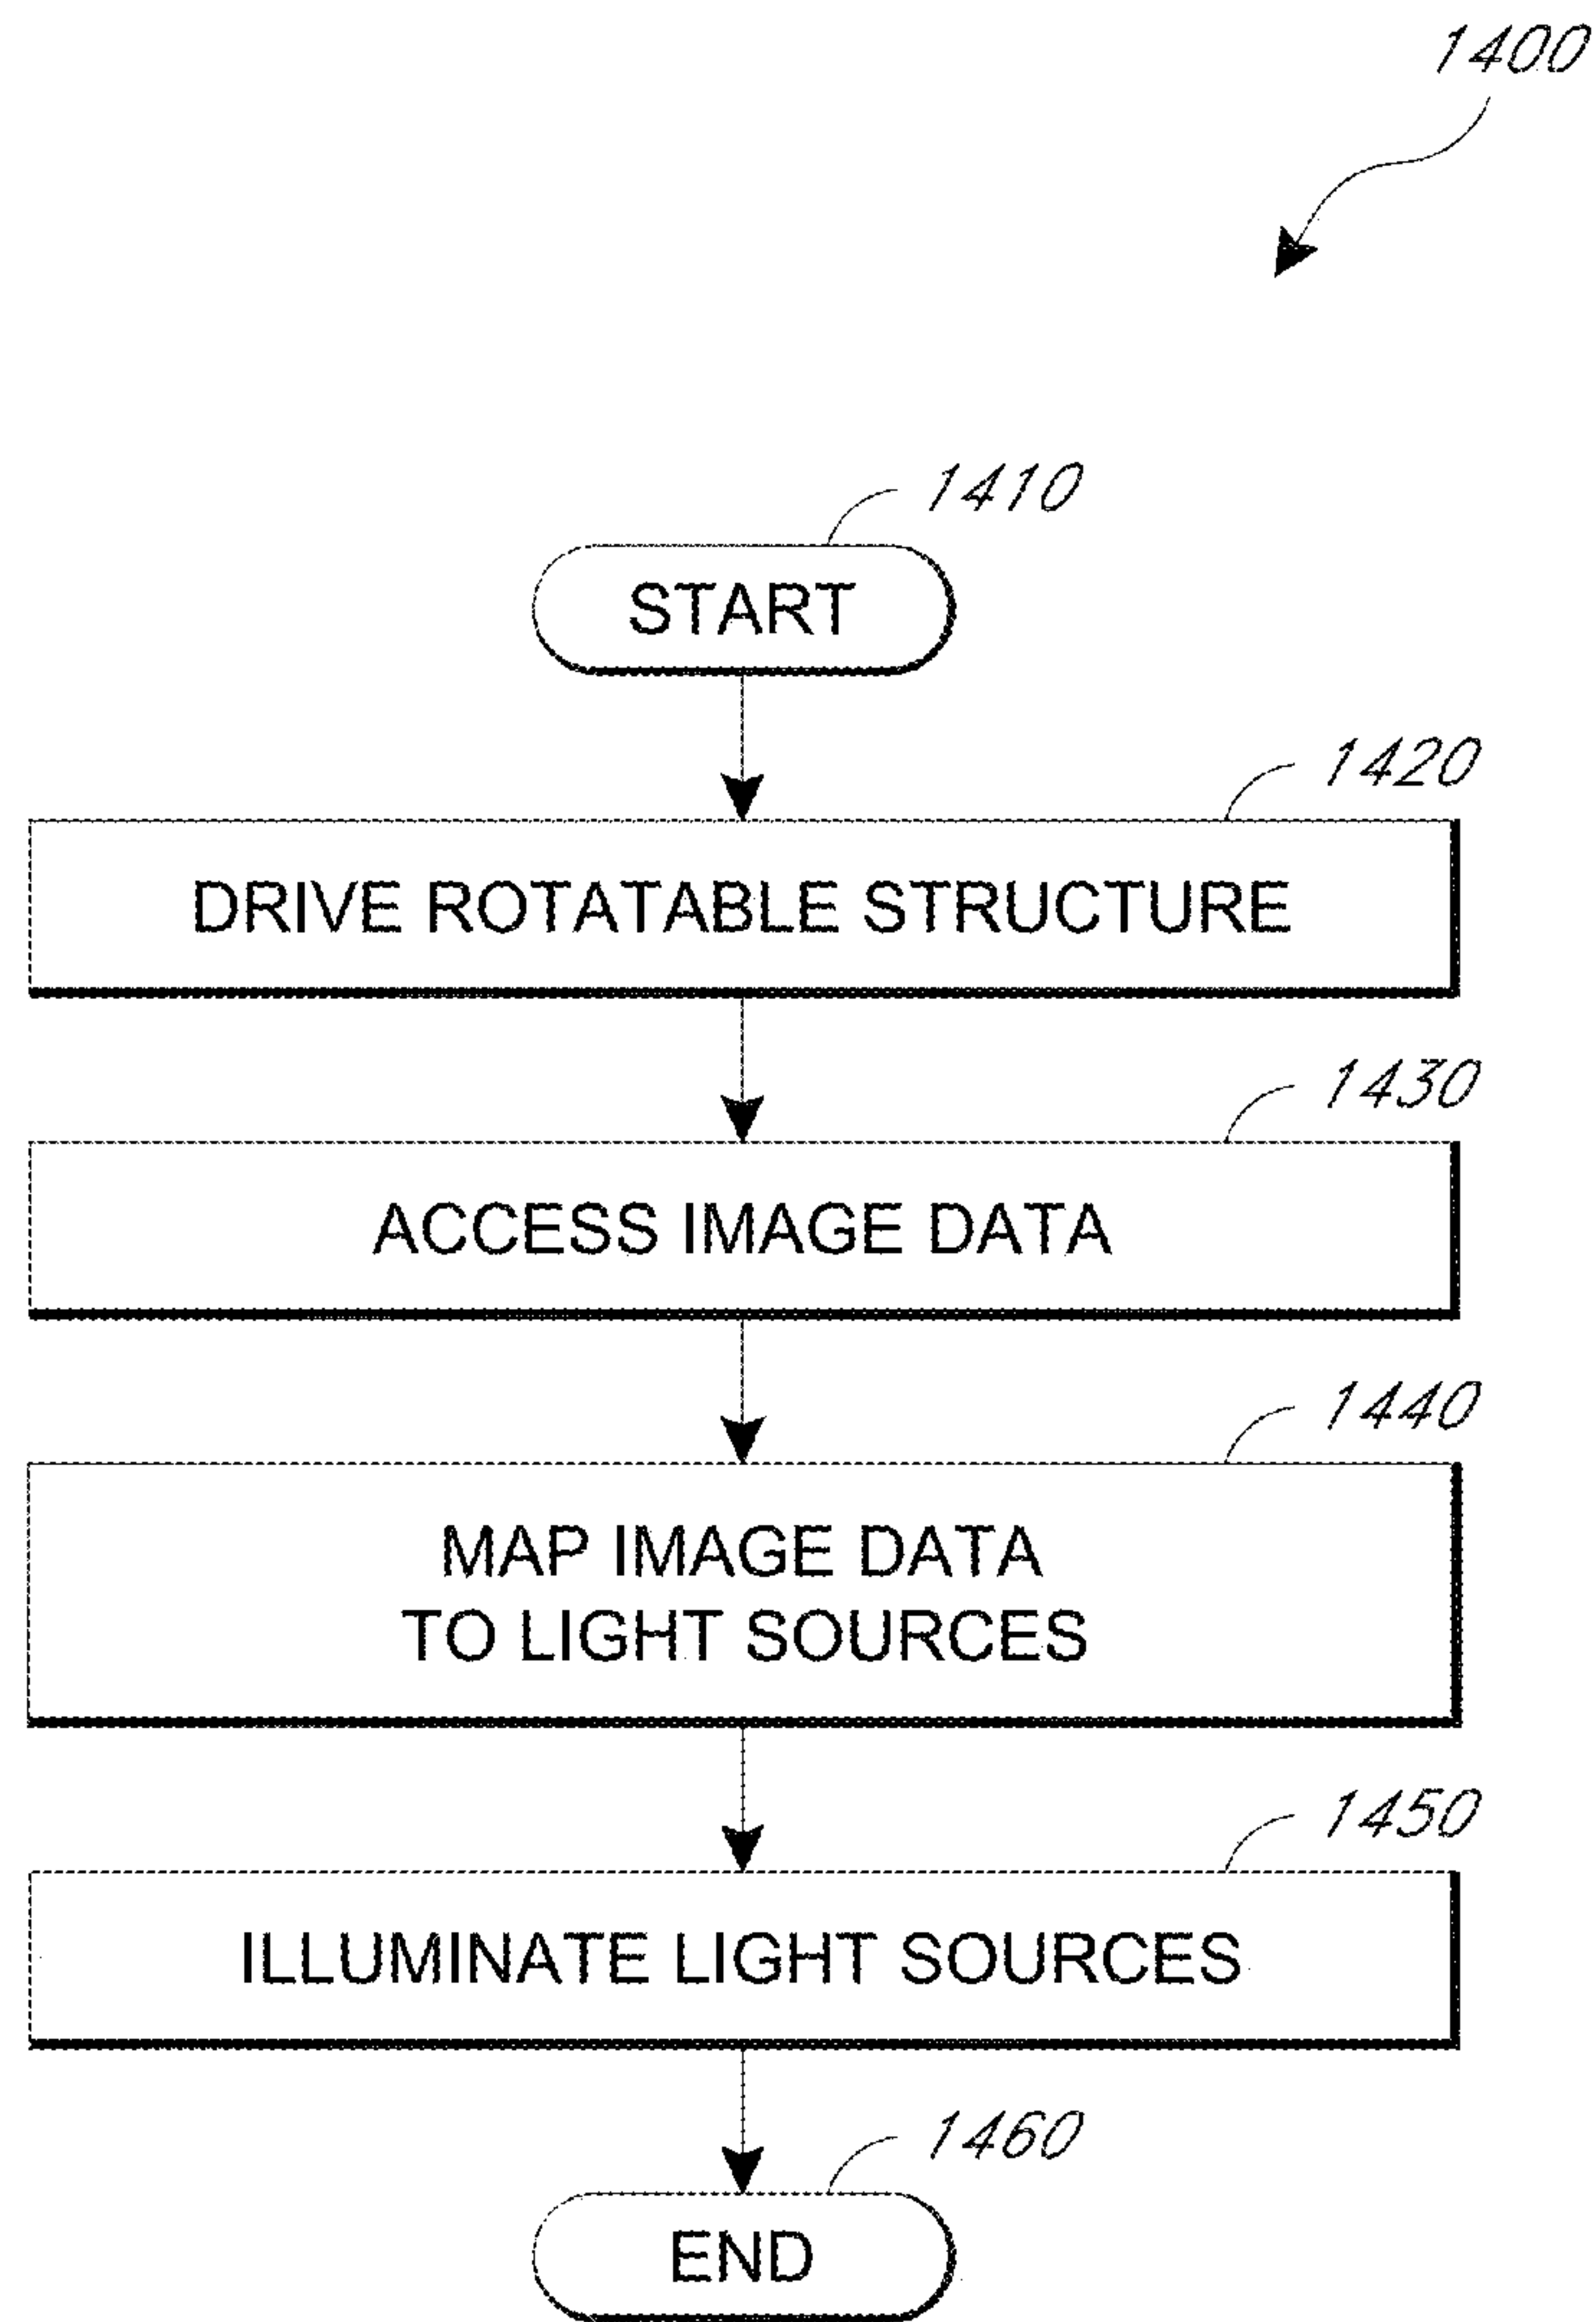 1400
1410
START
1420
DRIVE ROTATABLE STRUCTURE
1430
ACCESS IMAGE DATA
1440
MAP IMAGE DATA
TO LIGHT SOURCES
1450
ILLUMINATE LIGHT SOURCES
1460
END